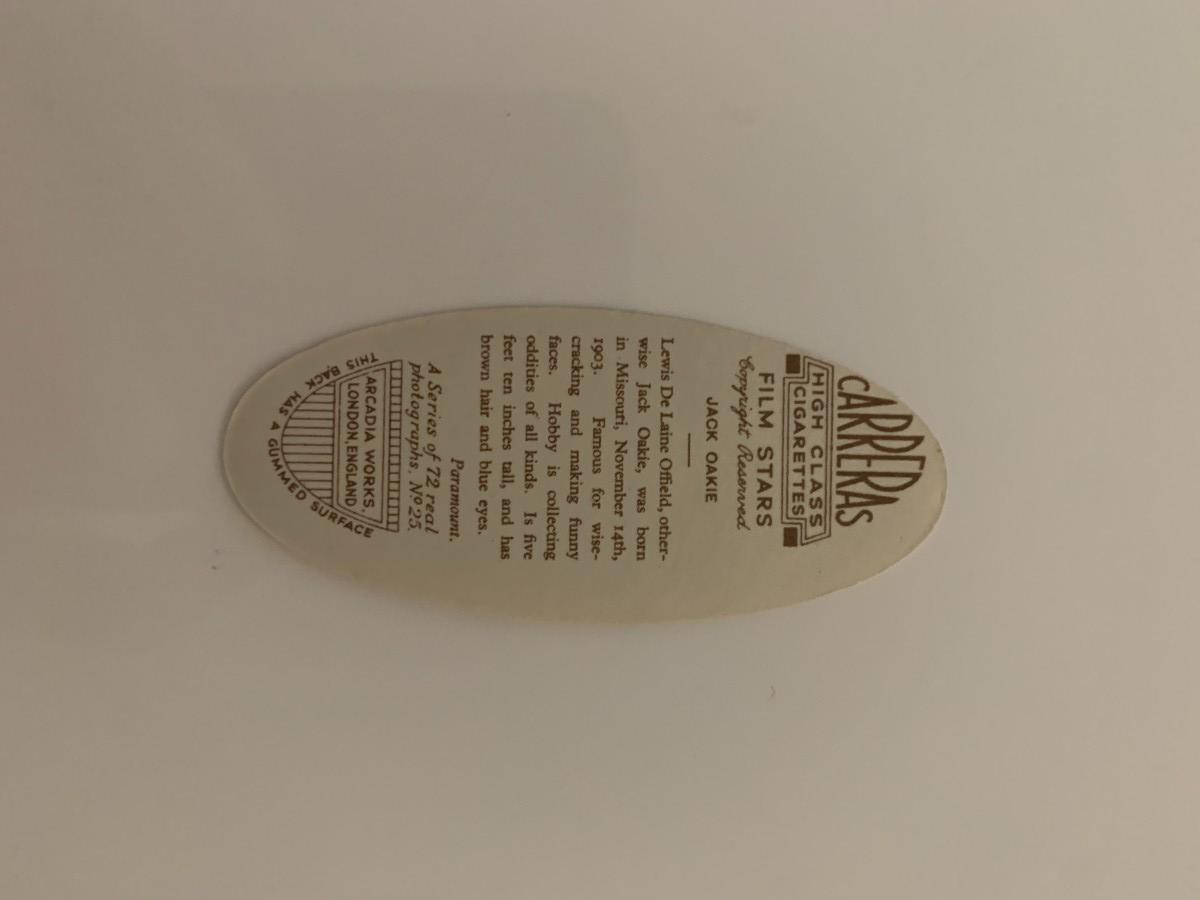 CARRERAS
HIGH CLASS
CIGARETTES
FILM STARS
Copyright Reserved
JACK OAKIE
Lewis De Laine Offield, other-
wise Jack Oakie, was born
in Missouri, November 14th,
1903. Famous for wise-
cracking and making funny
faces. Hobby is collecting
oddities of all kinds. Is five
feet ten inches tall, and has
brown hair and blue eyes.
Paramount.
A Series of 72 real
photographs. Nº 25.
ARCADIA WORKS,
LONDON, ENGLAND
THIS BACK HAS A GUMMED SURFACE